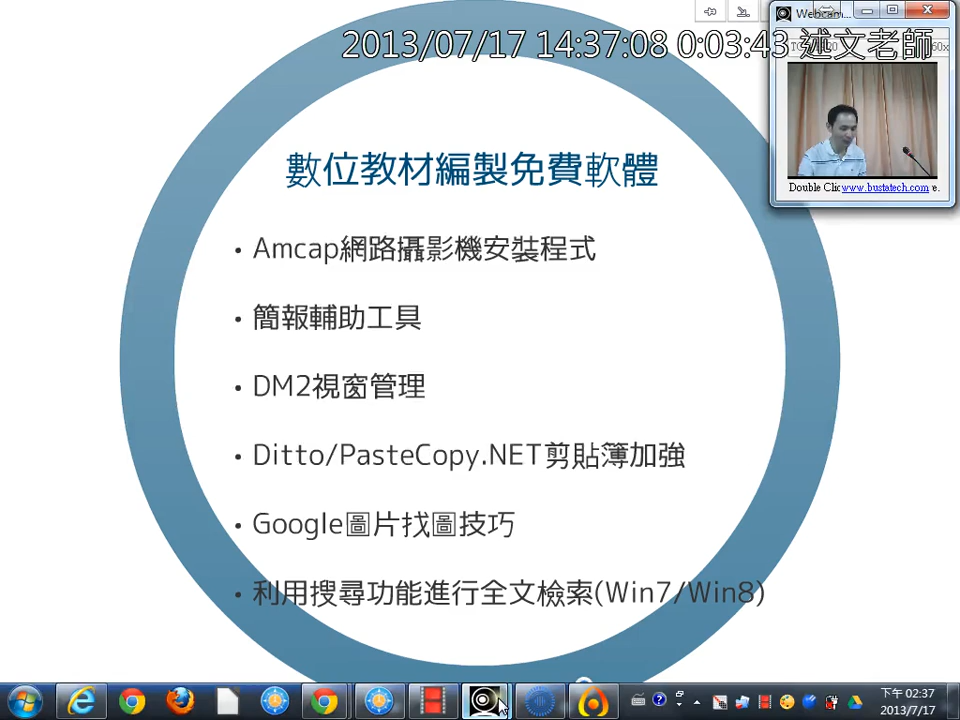 2013/07/17 14:37:08 0:03:43 述文老師
Webcam...
數位教材編製免費軟體
Double Clic www.bustatech.com e.
• Amcap網路攝影機安裝程式
• 簡報輔助工具
• DM2視窗管理
• Ditto/PasteCopy.NET剪貼簿加強
• Google圖片找圖技巧
• 利用搜尋功能進行全文檢索(Win7/Win8)
下午 02:37
2013/7/17